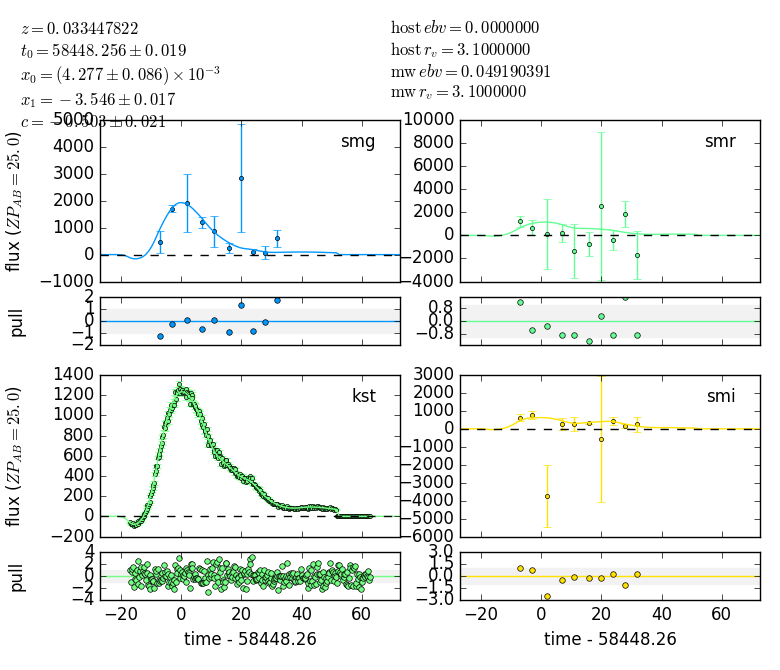 z = 0.033447822
t₀ = 58448.256 ± 0.019
x₀ = (4.277 ± 0.086) × 10⁻³
x₁ = −3.546 ± 0.017
c = −0.503 ± 0.021
host ebv = 0.0000000
host r_v = 3.1000000
mw ebv = 0.049190391
mw r_v = 3.1000000
flux (ZP_AB = 25.0)
5000
4000
3000
2000
1000
0
−1000
smg
10000
8000
6000
4000
2000
0
−2000
−4000
smr
pull
2
1
0
−1
−2
0.8
0.0
−0.8
flux (ZP_AB = 25.0)
1400
1200
1000
800
600
400
200
0
−200
kst
3000
2000
1000
0
−1000
−2000
−3000
−4000
−5000
−6000
smi
pull
4
2
0
−2
−4
3.0
1.5
0.0
−1.5
−3.0
−20 0 20 40 60
−20 0 20 40 60
time - 58448.26
time - 58448.26